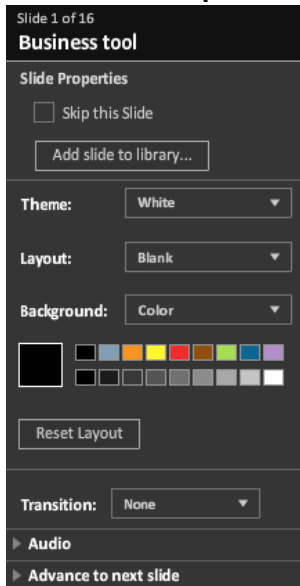 Slide 1 of 16
Business tool
Slide Properties
Skip this Slide
Add slide to library...
Theme: White
Layout: Blank
Background: Color
Reset Layout
Transition: None
Audio
Advance to next slide